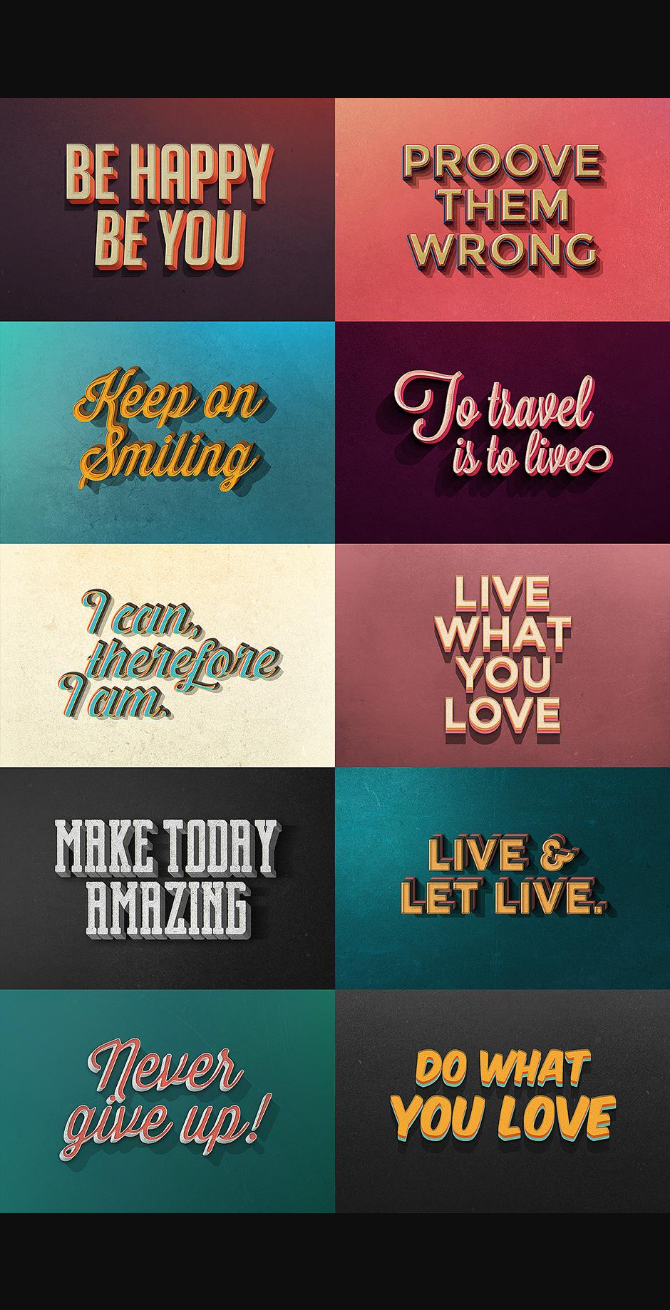 BE HAPPY
BE YOU
PROOVE
THEM
WRONG
Keep on
Smiling
To travel
is to live
I can,
therefore
I am.
LIVE
WHAT
YOU
LOVE
MAKE TODAY
AMAZING
LIVE &
LET LIVE.
Never
give up!
DO WHAT
YOU LOVE